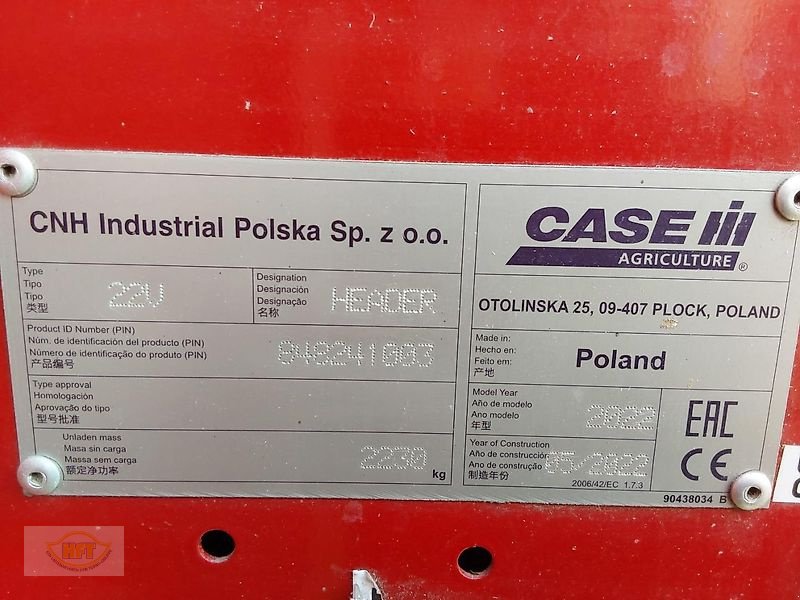 CNH Industrial Polska Sp. z o.o.
Type
Tipo
Tipo
类型
22V
Designation
Designación
Designação
名称
HEADER
Product ID Number (PIN)
Núm. de identificación del producto (PIN)
Número de identificação do produto (PIN)
产品编号
846241003
Type approval
Homologación
Aprovação do tipo
型号批准
Unladen mass
Masa sin carga
Massa sem carga
额定净功率
2230
kg
CASE IH
AGRICULTURE ®
OTOLINSKA 25, 09-407 PLOCK, POLAND
Made in:
Hecho en:
Feito em:
产地
Poland
Model Year
Año de modelo
Ano modelo
年型
2022
Year of Construction
Año de construcción
Ano de construção
制造年份
05/2022
2006/42/EC 1.7.3
EAC
CE
90438034 B
HFT